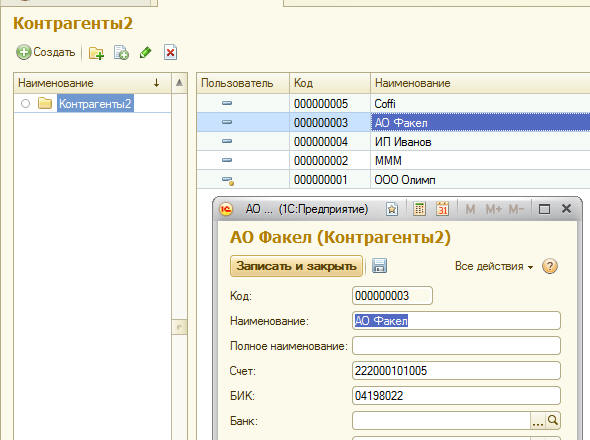 Контрагенты2
Создать
Наименование
Контрагенты2
Пользователь Код Наименование
000000005 Coffi
000000003 АО Факел
000000004 ИП Иванов
000000002 МММ
000000001 ООО Олимп
АО ... (1С:Предприятие) 31 M M+ M-
АО Факел (Контрагенты2)
Записать и закрыть Все действия ?
Код: 000000003
Наименование: АО Факел
Полное наименование:
Счет: 222000101005
БИК: 04198022
Банк: ...